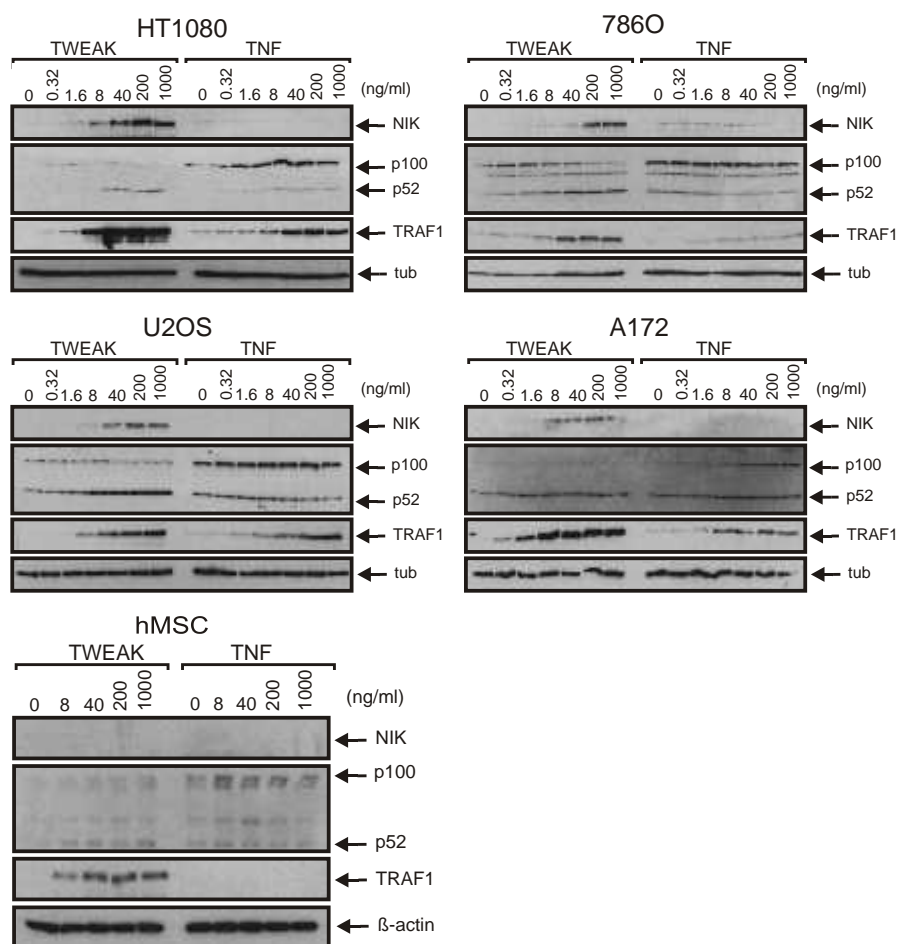 HT1080
TWEAK TNF
0 0.32 1.6 8 40 200 1000 0 0.32 1.6 8 40 200 1000 (ng/ml)
NIK
p100
p52
TRAF1
tub
786O
TWEAK TNF
0 0.32 1.6 8 40 200 1000 0 0.32 1.6 8 40 200 1000 (ng/ml)
NIK
p100
p52
TRAF1
tub
U2OS
TWEAK TNF
0 0.32 1.6 8 40 200 1000 0 0.32 1.6 8 40 200 1000 (ng/ml)
NIK
p100
p52
TRAF1
tub
A172
TWEAK TNF
0 0.32 1.6 8 40 200 1000 0 0.32 1.6 8 40 200 1000 (ng/ml)
NIK
p100
p52
TRAF1
tub
hMSC
TWEAK TNF
0 8 40 200 1000 0 8 40 200 1000 (ng/ml)
NIK
p100
p52
TRAF1
ß-actin